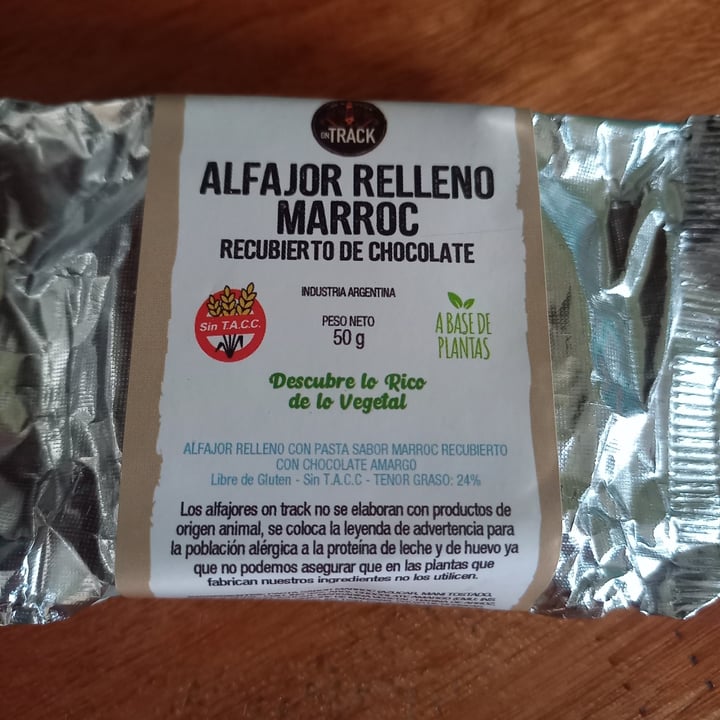 ON TRACK
ALFAJOR RELLENO
MARROC
RECUBIERTO DE CHOCOLATE
INDUSTRIA ARGENTINA
Sin T.A.C.C.
PESO NETO
50 g
A BASE DE
PLANTAS
Descubre lo Rico
de lo Vegetal
ALFAJOR RELLENO CON PASTA SABOR MARROC RECUBIERTO
CON CHOCOLATE AMARGO
Libre de Gluten - Sin T.A.C.C - TENOR GRASO: 24%
Los alfajores on track no se elaboran con productos de
origen animal, se coloca la leyenda de advertencia para
la población alérgica a la proteína de leche y de huevo ya
que no podemos asegurar que en las plantas que
fabrican nuestros ingredientes no los utilicen.
MANI TOSTADO,